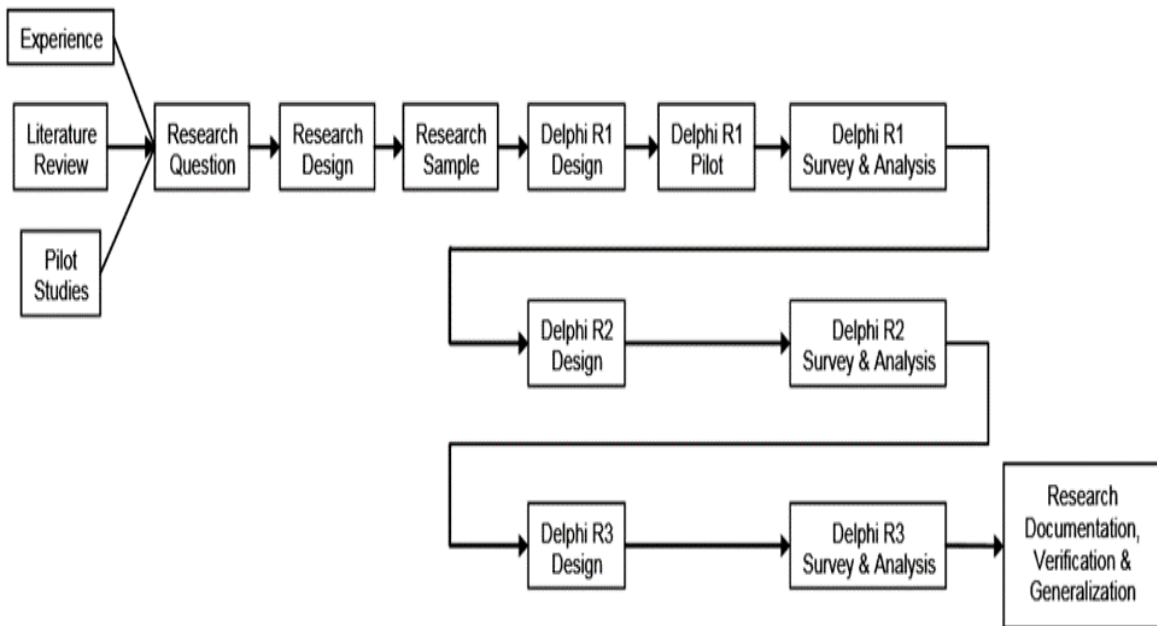 Experience
Literature
Review
Pilot
Studies
Research
Question
Research
Design
Research
Sample
Delphi R1
Design
Delphi R1
Pilot
Delphi R1
Survey & Analysis
Delphi R2
Design
Delphi R2
Survey & Analysis
Delphi R3
Design
Delphi R3
Survey & Analysis
Research
Documentation,
Verification &
Generalization